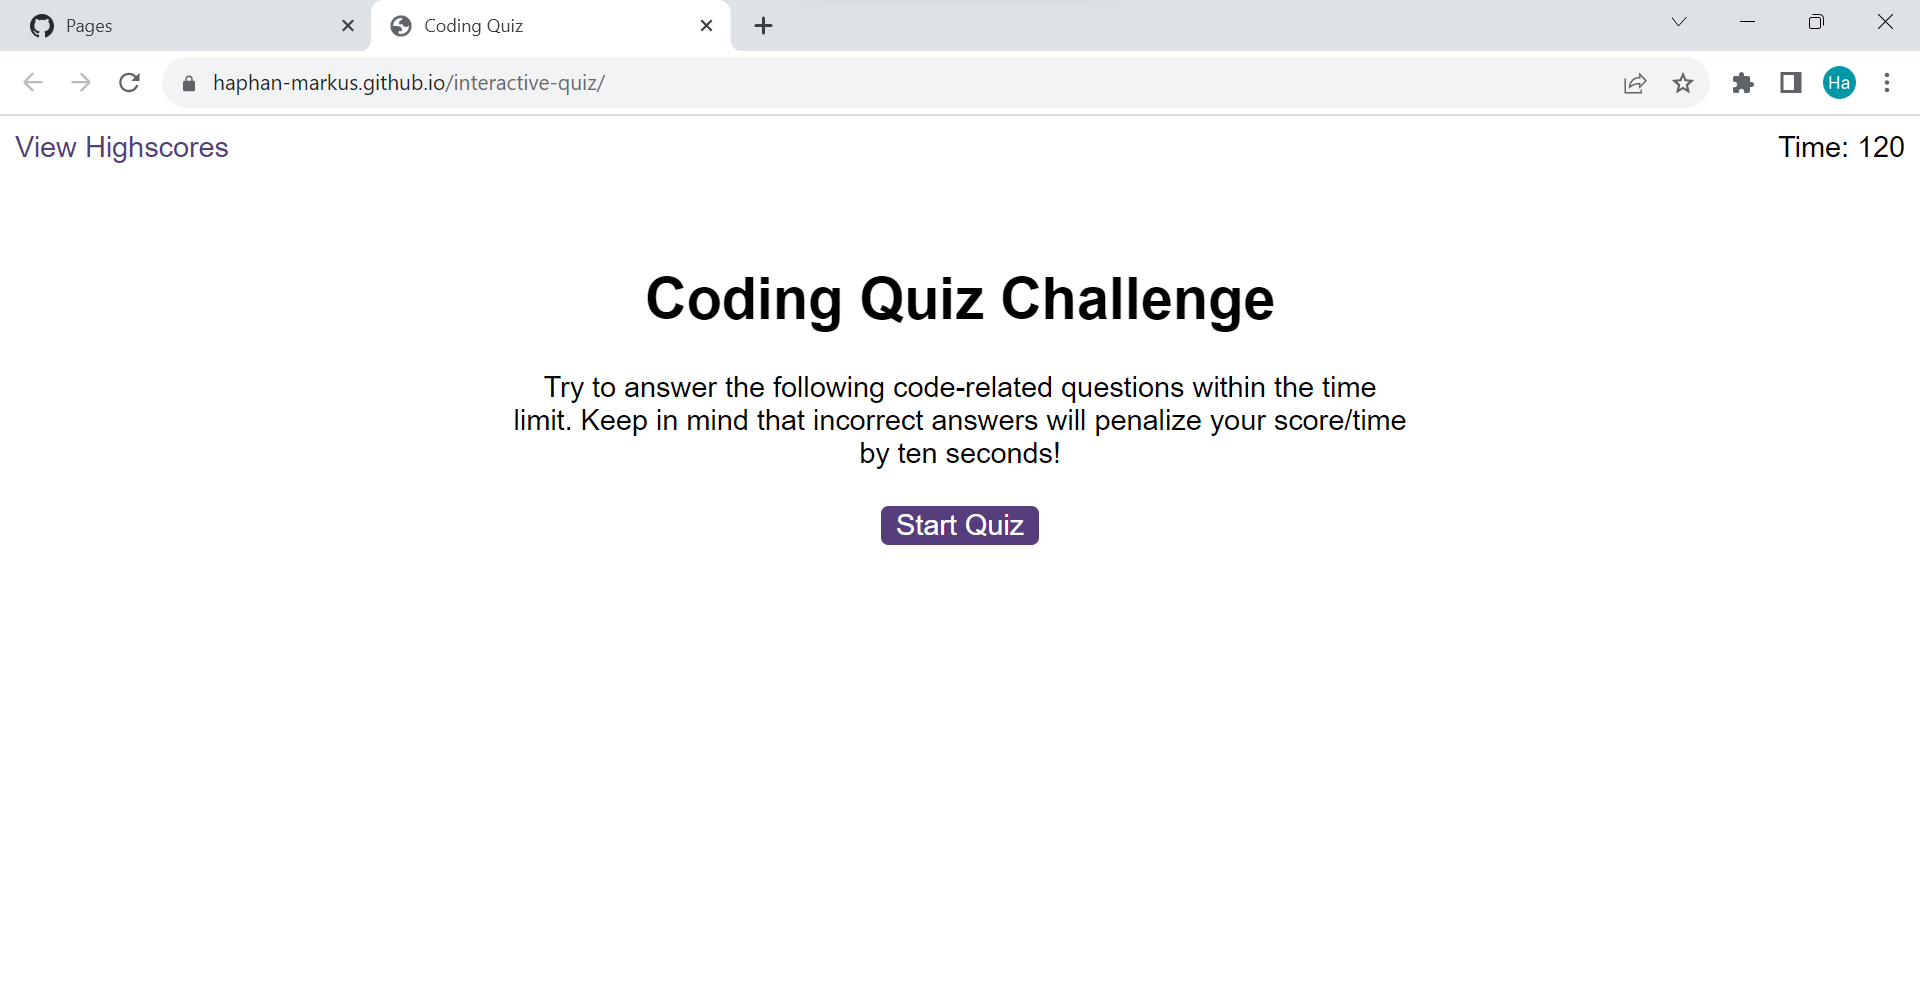 Pages
Coding Quiz
haphan-markus.github.io/interactive-quiz/
Ha
View Highscores
Time: 120
Coding Quiz Challenge
Try to answer the following code-related questions within the time
limit. Keep in mind that incorrect answers will penalize your score/time
by ten seconds!
Start Quiz